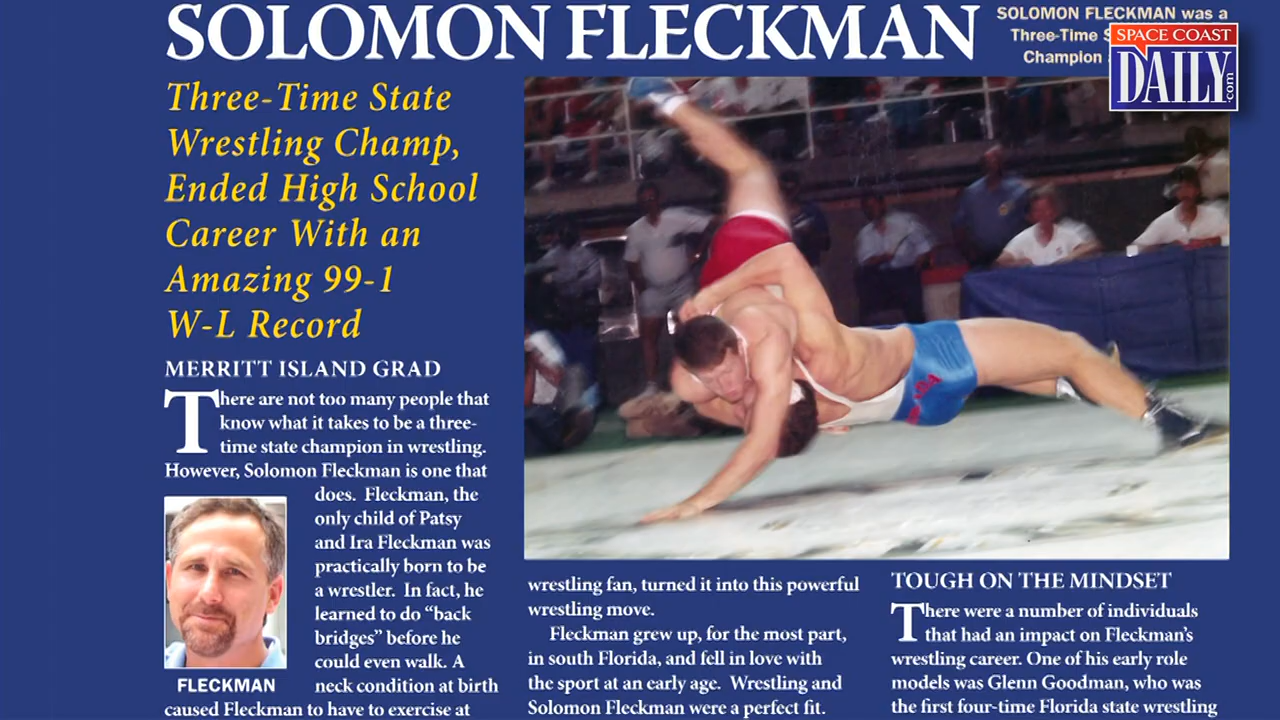 SOLOMON FLECKMAN
SOLOMON FLECKMAN was a
Three-Time
Champion
SPACE COAST
DAILY
.com
Three-Time State
Wrestling Champ,
Ended High School
Career With an
Amazing 99-1
W-L Record
MERRITT ISLAND GRAD
There are not too many people that
know what it takes to be a three-
time state champion in wrestling.
However, Solomon Fleckman is one that
does. Fleckman, the
only child of Patsy
and Ira Fleckman was
practically born to be
a wrestler. In fact, he
learned to do “back
bridges” before he
could even walk. A
neck condition at birth
caused Fleckman to have to exercise at
FLECKMAN
wrestling fan, turned it into this powerful
wrestling move.
Fleckman grew up, for the most part,
in south Florida, and fell in love with
the sport at an early age. Wrestling and
Solomon Fleckman were a perfect fit.
TOUGH ON THE MINDSET
There were a number of individuals
that had an impact on Fleckman’s
wrestling career. One of his early role
models was Glenn Goodman, who was
the first four-time Florida state wrestling